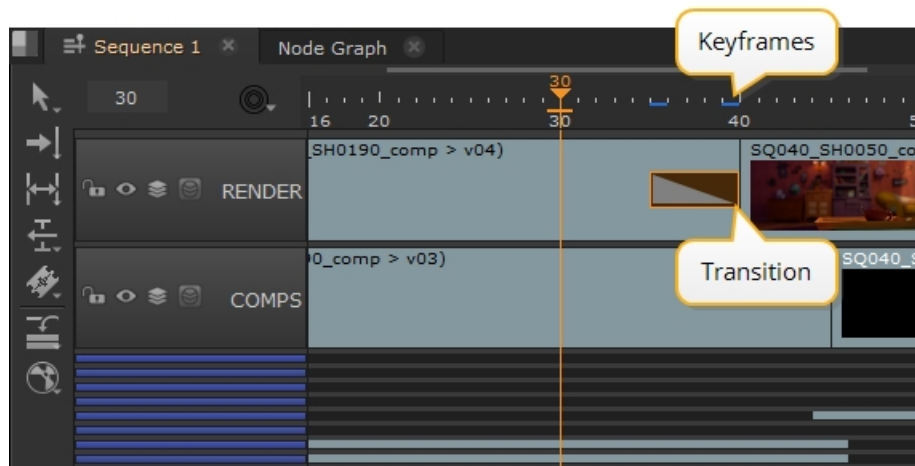 Sequence 1
Node Graph
Keyframes
30
30
16 20 30 40
_SH0190_comp > v04)
SQ040_SH0050_co
RENDER
Transition
0_comp > v03)
SQ040_S
COMPS